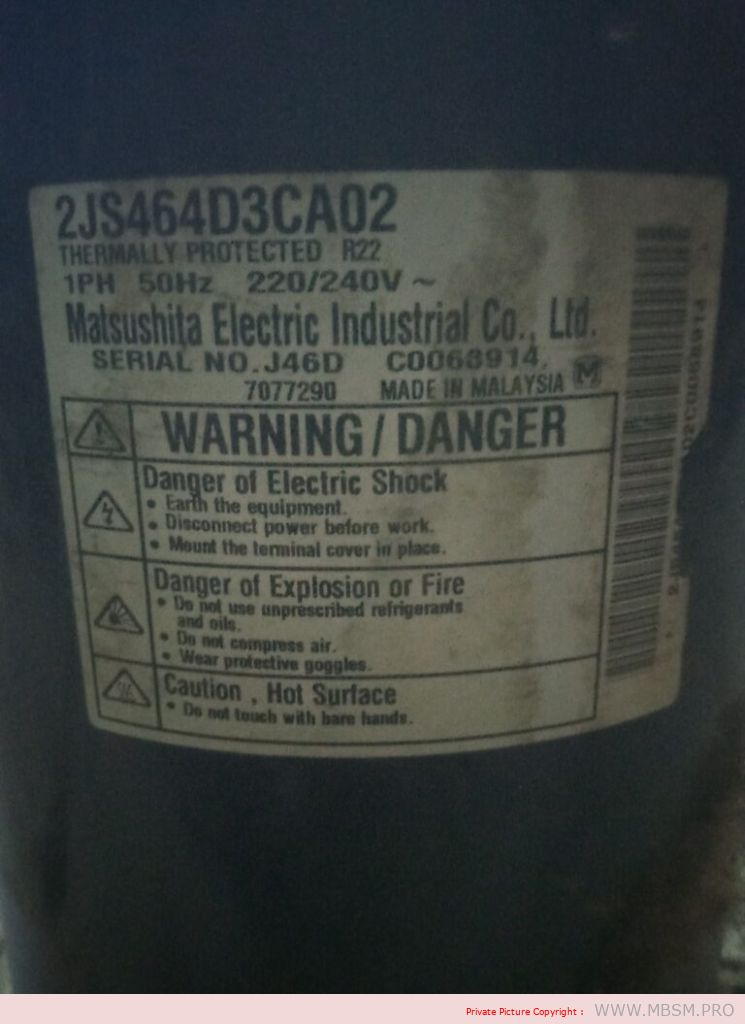 2JS464D3CA02
THERMALLY PROTECTED R22
1PH 50Hz 220/240V ~
Matsushita Electric Industrial Co., Ltd.
SERIAL NO. J46D C0063914
7077290 MADE IN MALAYSIA M
WARNING / DANGER
Danger of Electric Shock
• Earth the equipment.
• Disconnect power before work.
• Mount the terminal cover in place.
Danger of Explosion or Fire
• Do not use unprescribed refrigerants
and oils.
• Do not compress air.
• Wear protective goggles.
Caution , Hot Surface
• Do not touch with bare hands.
Private Picture Copyright : WWW.MBSM.PRO